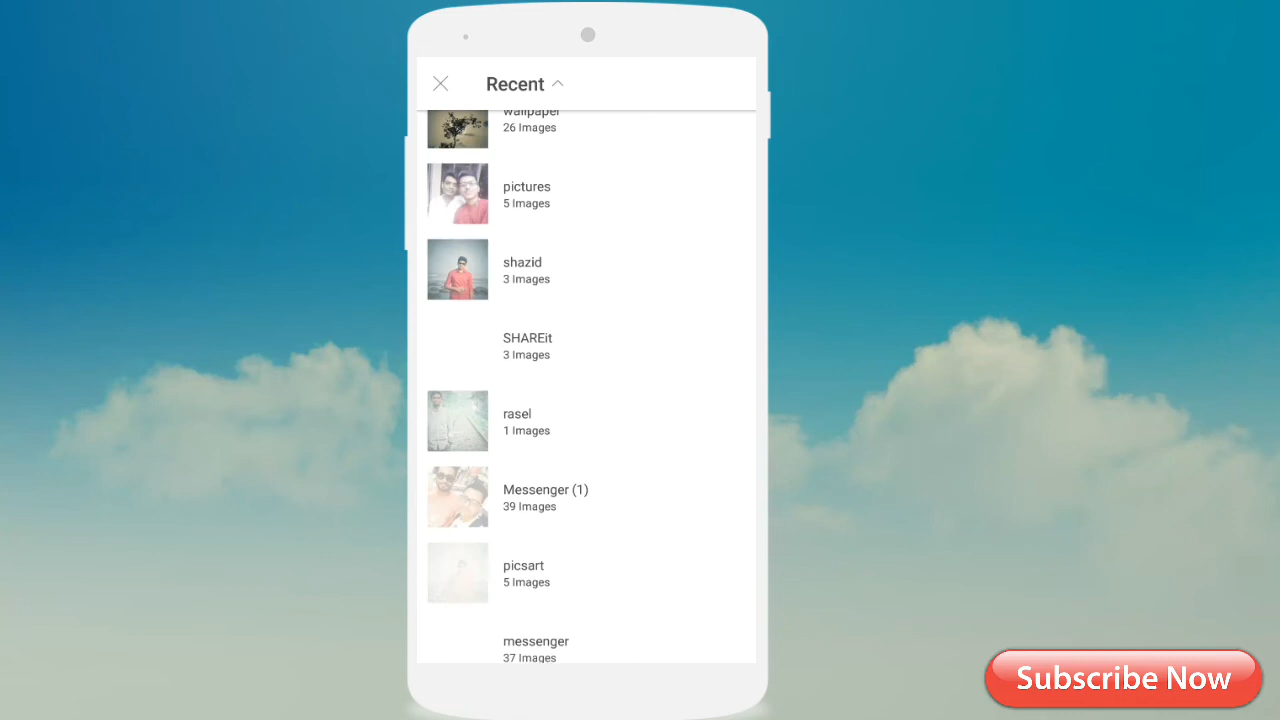 Recent
wallpaper
26 Images
pictures
5 Images
shazid
3 Images
SHAREit
3 Images
rasel
1 Images
Messenger (1)
39 Images
picsart
5 Images
messenger
37 Images
Subscribe Now